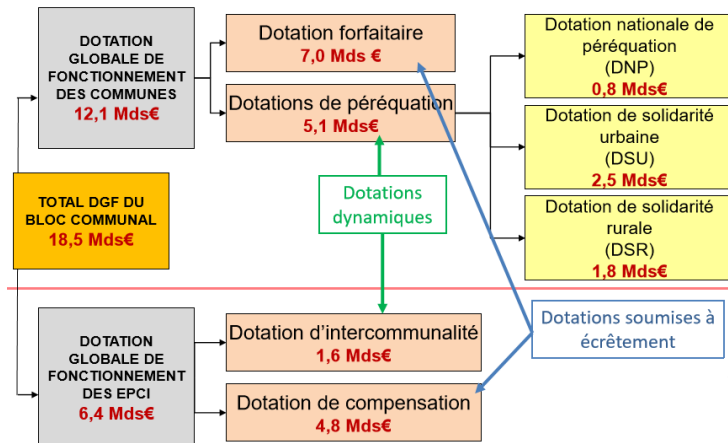 DOTATION
GLOBALE DE
FONCTIONNEMENT
DES COMMUNES
12,1 Mds€
Dotation forfaitaire
7,0 Mds €
Dotations de péréquation
5,1 Mds€
Dotation nationale de
péréquation
(DNP)
0,8 Mds€
Dotation de solidarité
urbaine
(DSU)
2,5 Mds€
Dotation de solidarité
rurale
(DSR)
1,8 Mds€
TOTAL DGF DU
BLOC COMMUNAL
18,5 Mds€
Dotations
dynamiques
DOTATION
GLOBALE DE
FONCTIONNEMENT
DES EPCI
6,4 Mds€
Dotation d’intercommunalité
1,6 Mds€
Dotation de compensation
4,8 Mds€
Dotations soumises à
écrêtement